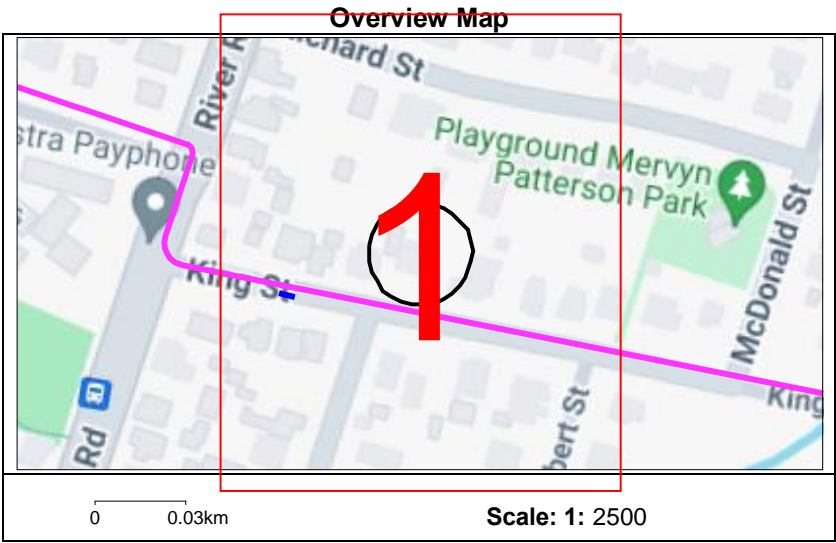 Overview Map
River R
chard St
Playground Mervyn
Patterson Park
stra Payphone
McDonald St
1
King St
King
bert St
Rd
0 0.03km
Scale: 1: 2500